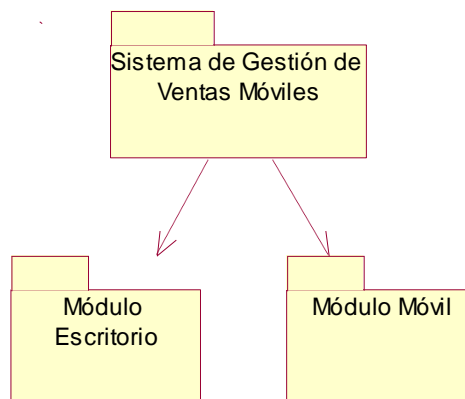 Sistema de Gestión de
Ventas Móviles
Módulo
Escritorio
Módulo Móvil